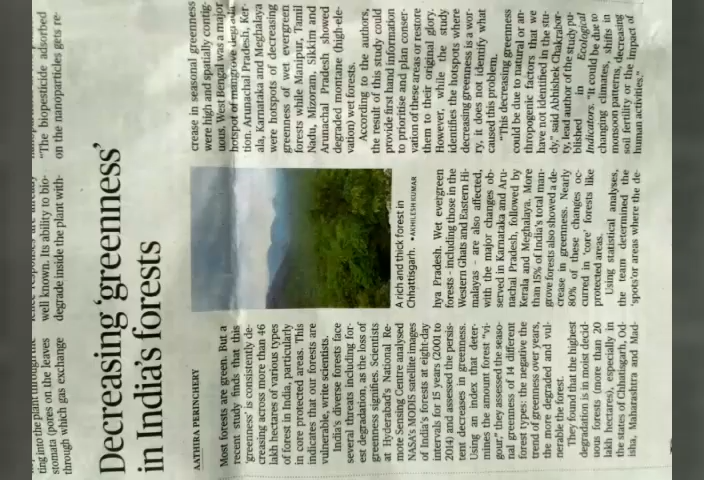 ting into the plant through the
stomata (pores on the leaves
through which gas exchange
well known. Its ability to bio-
degrade inside the plant with-
"The biopesticide adsorbed
on the nanoparticles gets re-
Decreasing 'greenness'
in India's forests
AATHIRA PERINCHERY
Most forests are green. But a
recent study finds that this
'greenness' is consistently de-
creasing across more than 46
lakh hectares of various types
of forest in India, particularly
in core protected areas. This
indicates that our forests are
vulnerable, write scientists.
India's diverse forests face
several threats including for-
est degradation, as the loss of
greenness signifies. Scientists
at Hyderabad's National Re-
mote Sensing Centre analysed
NASA's MODIS satellite images
of India's forests at eight-day
intervals for 15 years (2001 to
2014) and assessed the persis-
tent decreases in greenness.
Using an index that deter-
mines the amount forest "vi-
gour", they assessed the seaso-
nal greenness of 14 different
forest types: the negative the
trend of greenness over years,
the more degraded and vul-
nerable the forest.
They found that the highest
degradation is in moist decid-
uous forests (more than 20
lakh hectares), especially in
the states of Chhattisgarh, Od-
isha, Maharashtra and Mad-
A rich and thick forest in
Chhattisgarh. • AKHILESH KUMAR
hya Pradesh. Wet evergreen
forests - including those in the
Western Ghats and Eastern Hi-
malayas - are also affected,
with the major changes ob-
served in Karnataka and Aru-
nachal Pradesh, followed by
Kerala and Meghalaya. More
than 15% of India's total man-
grove forests also showed a de-
crease in greenness. Nearly
80% of these changes oc-
curred in 'core' forests like
protected areas.
Using statistical analyses,
the team determined the
'spots'or areas where the de-
crease in seasonal greenness
were high and spatially contig-
uous. West Bengal was a major
hotspot of mangrove
tion. Arunachal Pradesh, Ker-
ala, Karnataka and Meghalaya
were hotspots of decreasing
greenness of wet evergreen
forests while Manipur, Tamil
Nadu, Mizoram, Sikkim and
Arunachal Pradesh showed
degraded montane (high-ele-
vation) wet forests.
According to the authors,
the result of this study could
provide first hand information
to prioritise and plan conser-
vation of these areas or restore
them to their original glory.
However, while the study
identifies the hotspots where
decreasing greenness is a wor-
ry, it does not identify what
caused this problem.
"This decreasing greenness
could be due to natural or an-
thropogenic factors that we
have not identified in the stu-
dy," said Abhishek Chakrabor-
ty, lead author of the study pu-
blished in Ecological
Indicators. "It could be due to
changing climates, shifts in
monsoon patterns, decreasing
soil fertility or the impact of
human activities."